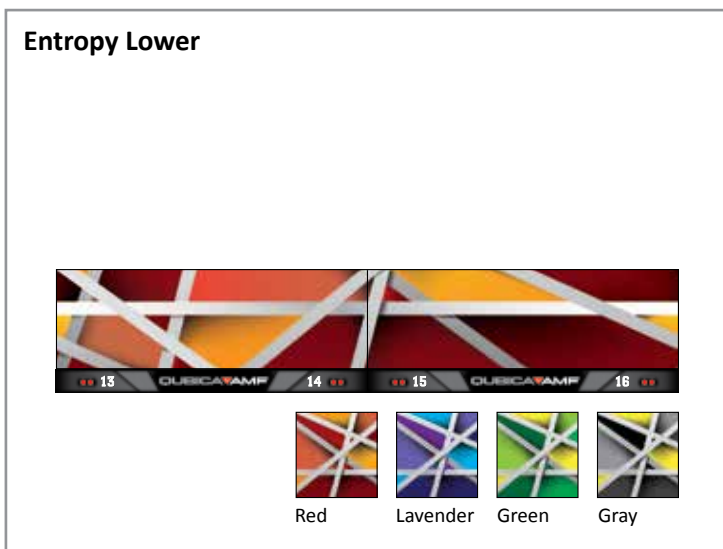 Entropy Lower
13 QUBICAAMF 14 15 QUBICAAMF 16
Red Lavender Green Gray